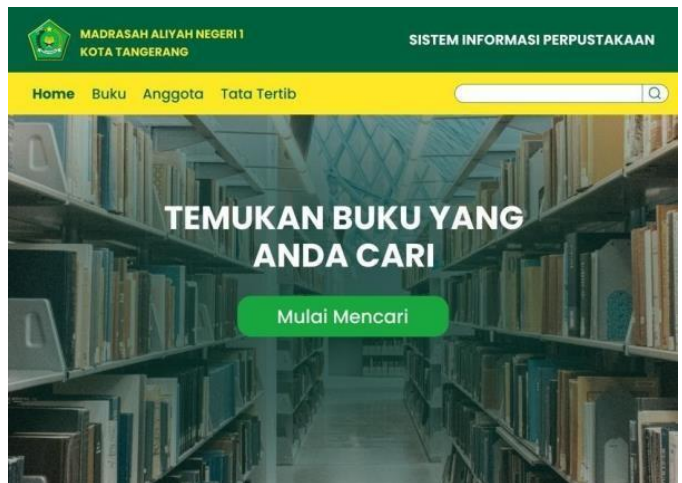 MADRASAH ALIYAH NEGERI 1
KOTA TANGERANG
SISTEM INFORMASI PERPUSTAKAAN
Home Buku Anggota Tata Tertib
TEMUKAN BUKU YANG
ANDA CARI
Mulai Mencari